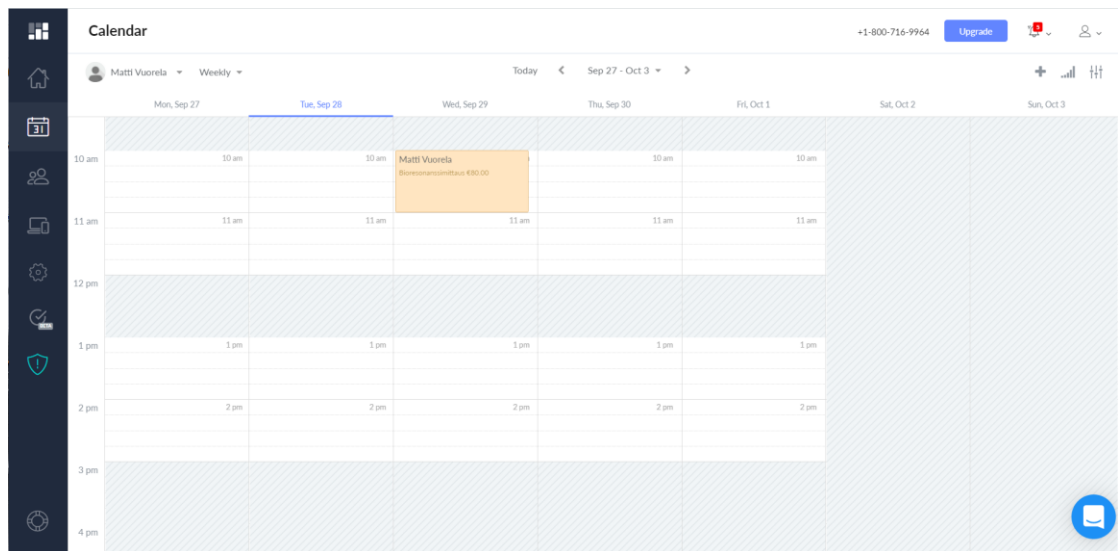 Calendar
+1-800-716-9964
Upgrade
5
31
Matti Vuorela
Weekly
Today
Sep 27 - Oct 3
Mon, Sep 27
Tue, Sep 28
Wed, Sep 29
Thu, Sep 30
Fri, Oct 1
Sat, Oct 2
Sun, Oct 3
10 am
10 am
10 am
Matti Vuorela
Bioresonanssimittaus €80.00
10 am
10 am
11 am
11 am
11 am
11 am
11 am
11 am
12 pm
BETA
1 pm
1 pm
1 pm
1 pm
1 pm
1 pm
2 pm
2 pm
2 pm
2 pm
2 pm
2 pm
3 pm
4 pm